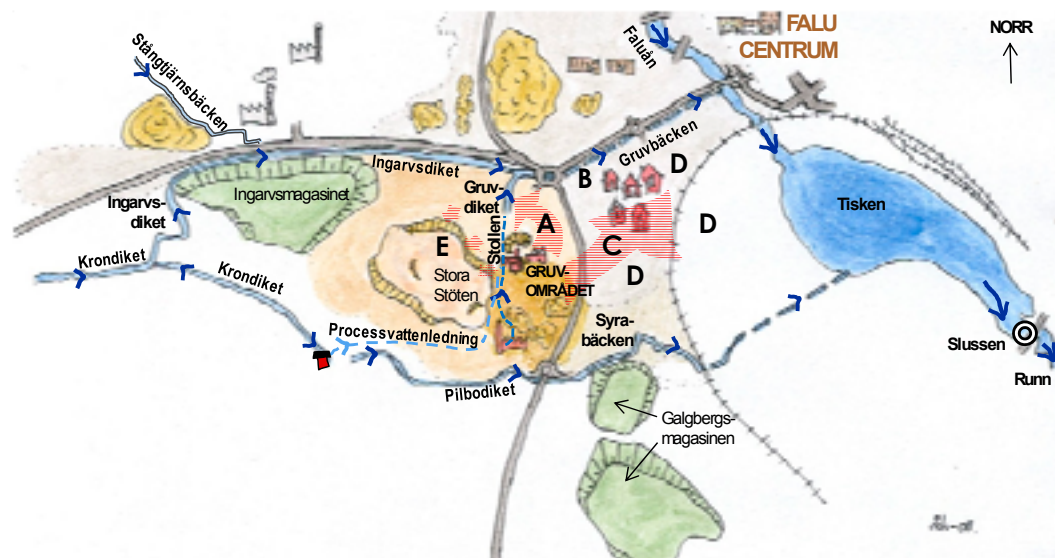 FALU
CENTRUM
NORR
Faluån
Stångtjärnsbäcken
Gruvbäcken
Ingarvsdiket
Ingarvsmagasinet
Ingarvs-
diket
Gruv-
diket
Stollen
A
B
C
D
D
D
E
Tisken
Krondiket
Krondiket
Stora
Stöten
GRUV-
OMRÅDET
Processvattenledning
Syra-
bäcken
Pilbodiket
Slussen
Runn
Galgbergs-
magasinen